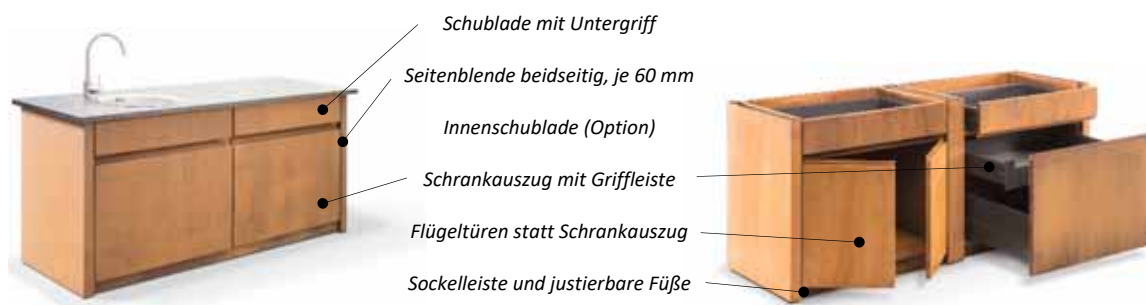 Schublade mit Untergriff
Seitenblende beidseitig, je 60 mm
Innenschublade (Option)
Schrankauszug mit Griffleiste
Flügeltüren statt Schrankauszug
Sockelleiste und justierbare Füße